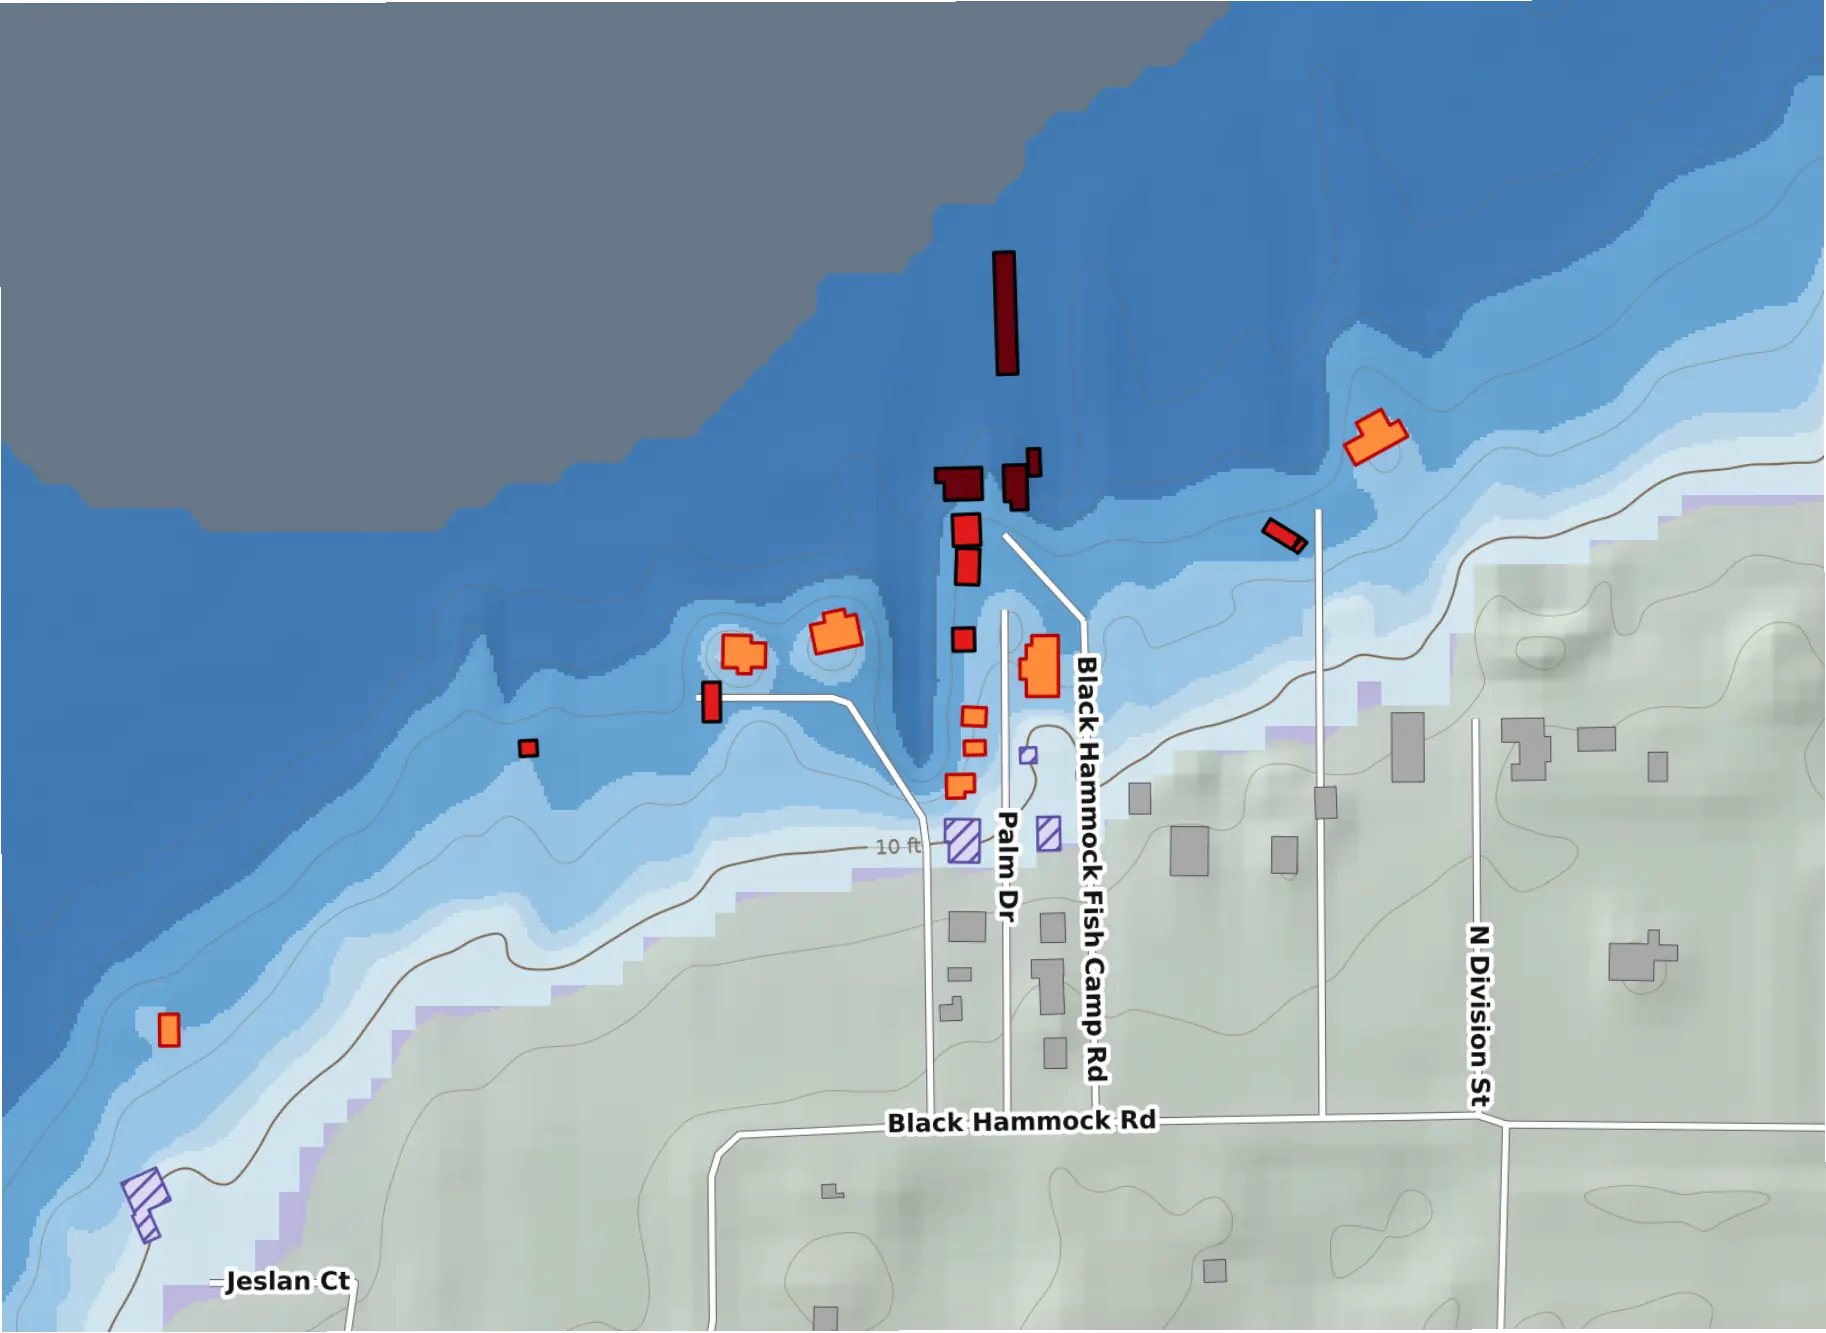 Black Hammock Fish Camp Rd
Palm Dr
10 ft
N Division St
Black Hammock Rd
Jeslan Ct